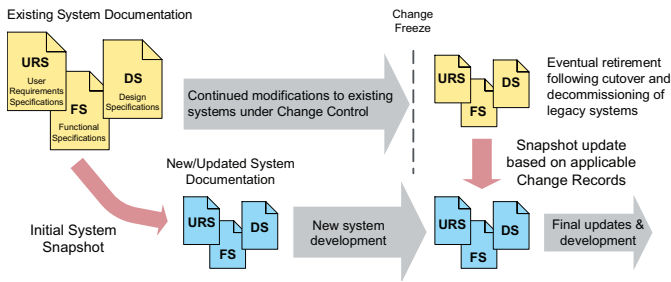 Existing System Documentation
URS
User
Requirements
Specifications
FS
Functional
Specifications
DS
Design
Specifications
Continued modifications to existing
systems under Change Control
Change
Freeze
URS
FS
DS
Eventual retirement
following cutover and
decommissioning of
legacy systems
Snapshot update
based on applicable
Change Records
New/Updated System
Documentation
Initial System
Snapshot
URS
FS
DS
New system
development
URS
FS
DS
Final updates &
development